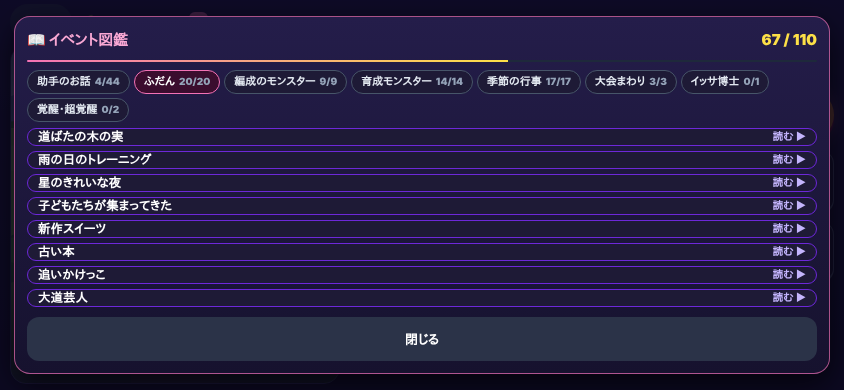 📖 イベント図鑑 67 / 110
助手のお話 4/44 ふだん 20/20 編成のモンスター 9/9 育成モンスター 14/14 季節の行事 17/17 大会まわり 3/3 イッサ博士 0/1
覚醒・超覚醒 0/2
道ばたの木の実 読む ▶
雨の日のトレーニング 読む ▶
星のきれいな夜 読む ▶
子どもたちが集まってきた 読む ▶
新作スイーツ 読む ▶
古い本 読む ▶
追いかけっこ 読む ▶
大道芸人 読む ▶
閉じる